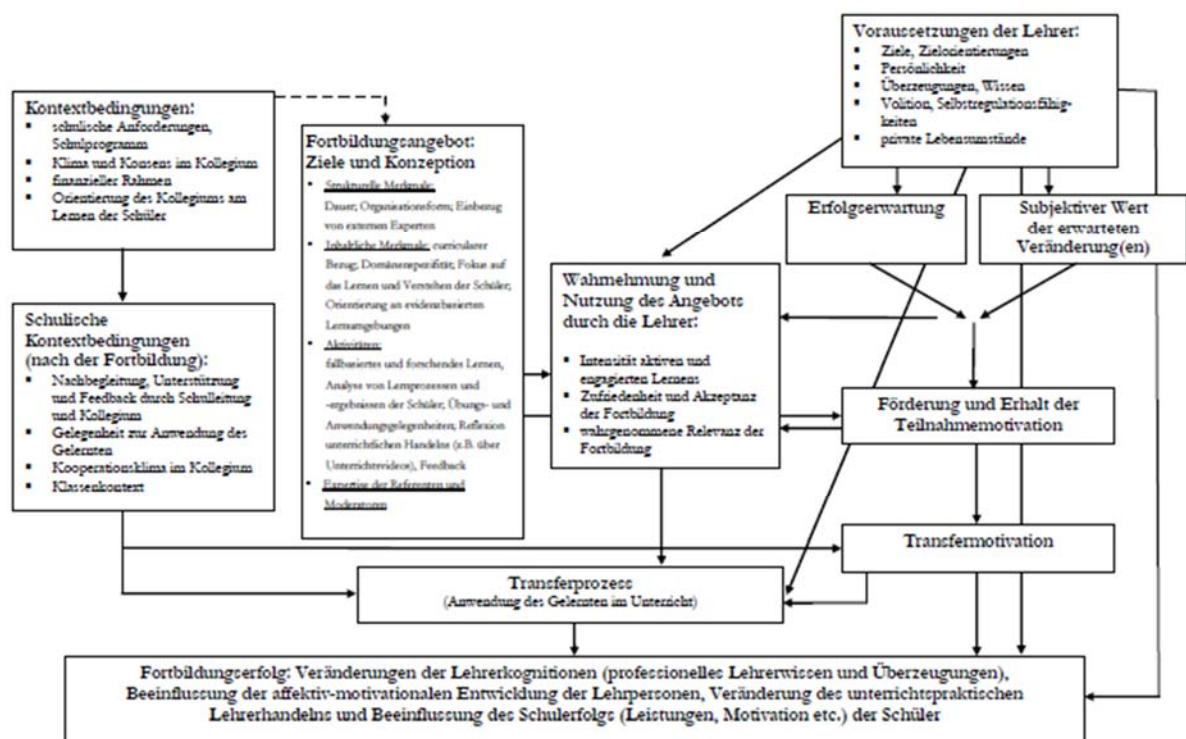 Voraussetzungen der Lehrer:
▪ Ziele, Zielorientierungen
▪ Persönlichkeit
▪ Überzeugungen, Wissen
▪ Volition, Selbstregulationsfähig-
keiten
▪ private Lebensumstände
Kontextbedingungen:
▪ schulische Anforderungen,
Schulprogramm
▪ Klima und Konsens im Kollegium
▪ finanzieller Rahmen
▪ Orientierung des Kollegiums am
Lernen der Schüler
Fortbildungsangebot:
Ziele und Konzeption
▪ Strukturelle Merkmale:
Dauer; Organisationsform; Einbezug
von externen Experten
▪ Inhaltliche Merkmale: curricularer
Bezug; Domänenspezifität; Fokus auf
das Lernen und Verstehen der Schüler;
Orientierung an evidenzbasierten
Lernumgebungen
▪ Aktivitäten:
fallbasiertes und forschendes Lernen,
Analyse von Lernprozessen und
-ergebnissen der Schüler; Übungs- und
Anwendungsgelegenheiten; Reflexion
unterrichtlichen Handelns (z.B. über
Unterrichtsvideos), Feedback
▪ Expertise der Referenten und
Moderatoren
Erfolgserwartung
Subjektiver Wert
der erwarteten
Veränderung(en)
Wahrnehmung und
Nutzung des Angebots
durch die Lehrer:
▪ Intensität aktiven und
engagierten Lernens
▪ Zufriedenheit und Akzeptanz
der Fortbildung
▪ wahrgenommene Relevanz der
Fortbildung
Schulische
Kontextbedingungen
(nach der Fortbildung):
▪ Nachbegleitung, Unterstützung
und Feedback durch Schulleitung
und Kollegium
▪ Gelegenheit zur Anwendung des
Gelernten
▪ Kooperationsklima im Kollegium
▪ Klassenkontext
Förderung und Erhalt der
Teilnahmemotivation
Transfermotivation
Transferprozess
(Anwendung des Gelernten im Unterricht)
Fortbildungserfolg: Veränderungen der Lehrerkognitionen (professionelles Lehrerwissen und Überzeugungen),
Beeinflussung der affektiv-motivationalen Entwicklung der Lehrpersonen, Veränderung des unterrichtspraktischen
Lehrerhandelns und Beeinflussung des Schulerfolgs (Leistungen, Motivation etc.) der Schüler